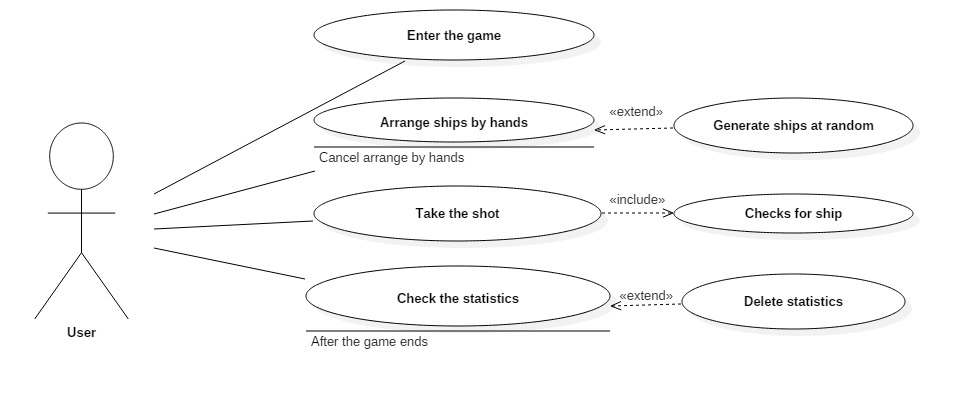 Enter the game
Arrange ships by hands
«extend»
Generate ships at random
Cancel arrange by hands
Take the shot
«include»
Checks for ship
Check the statistics
«extend»
Delete statistics
After the game ends
User